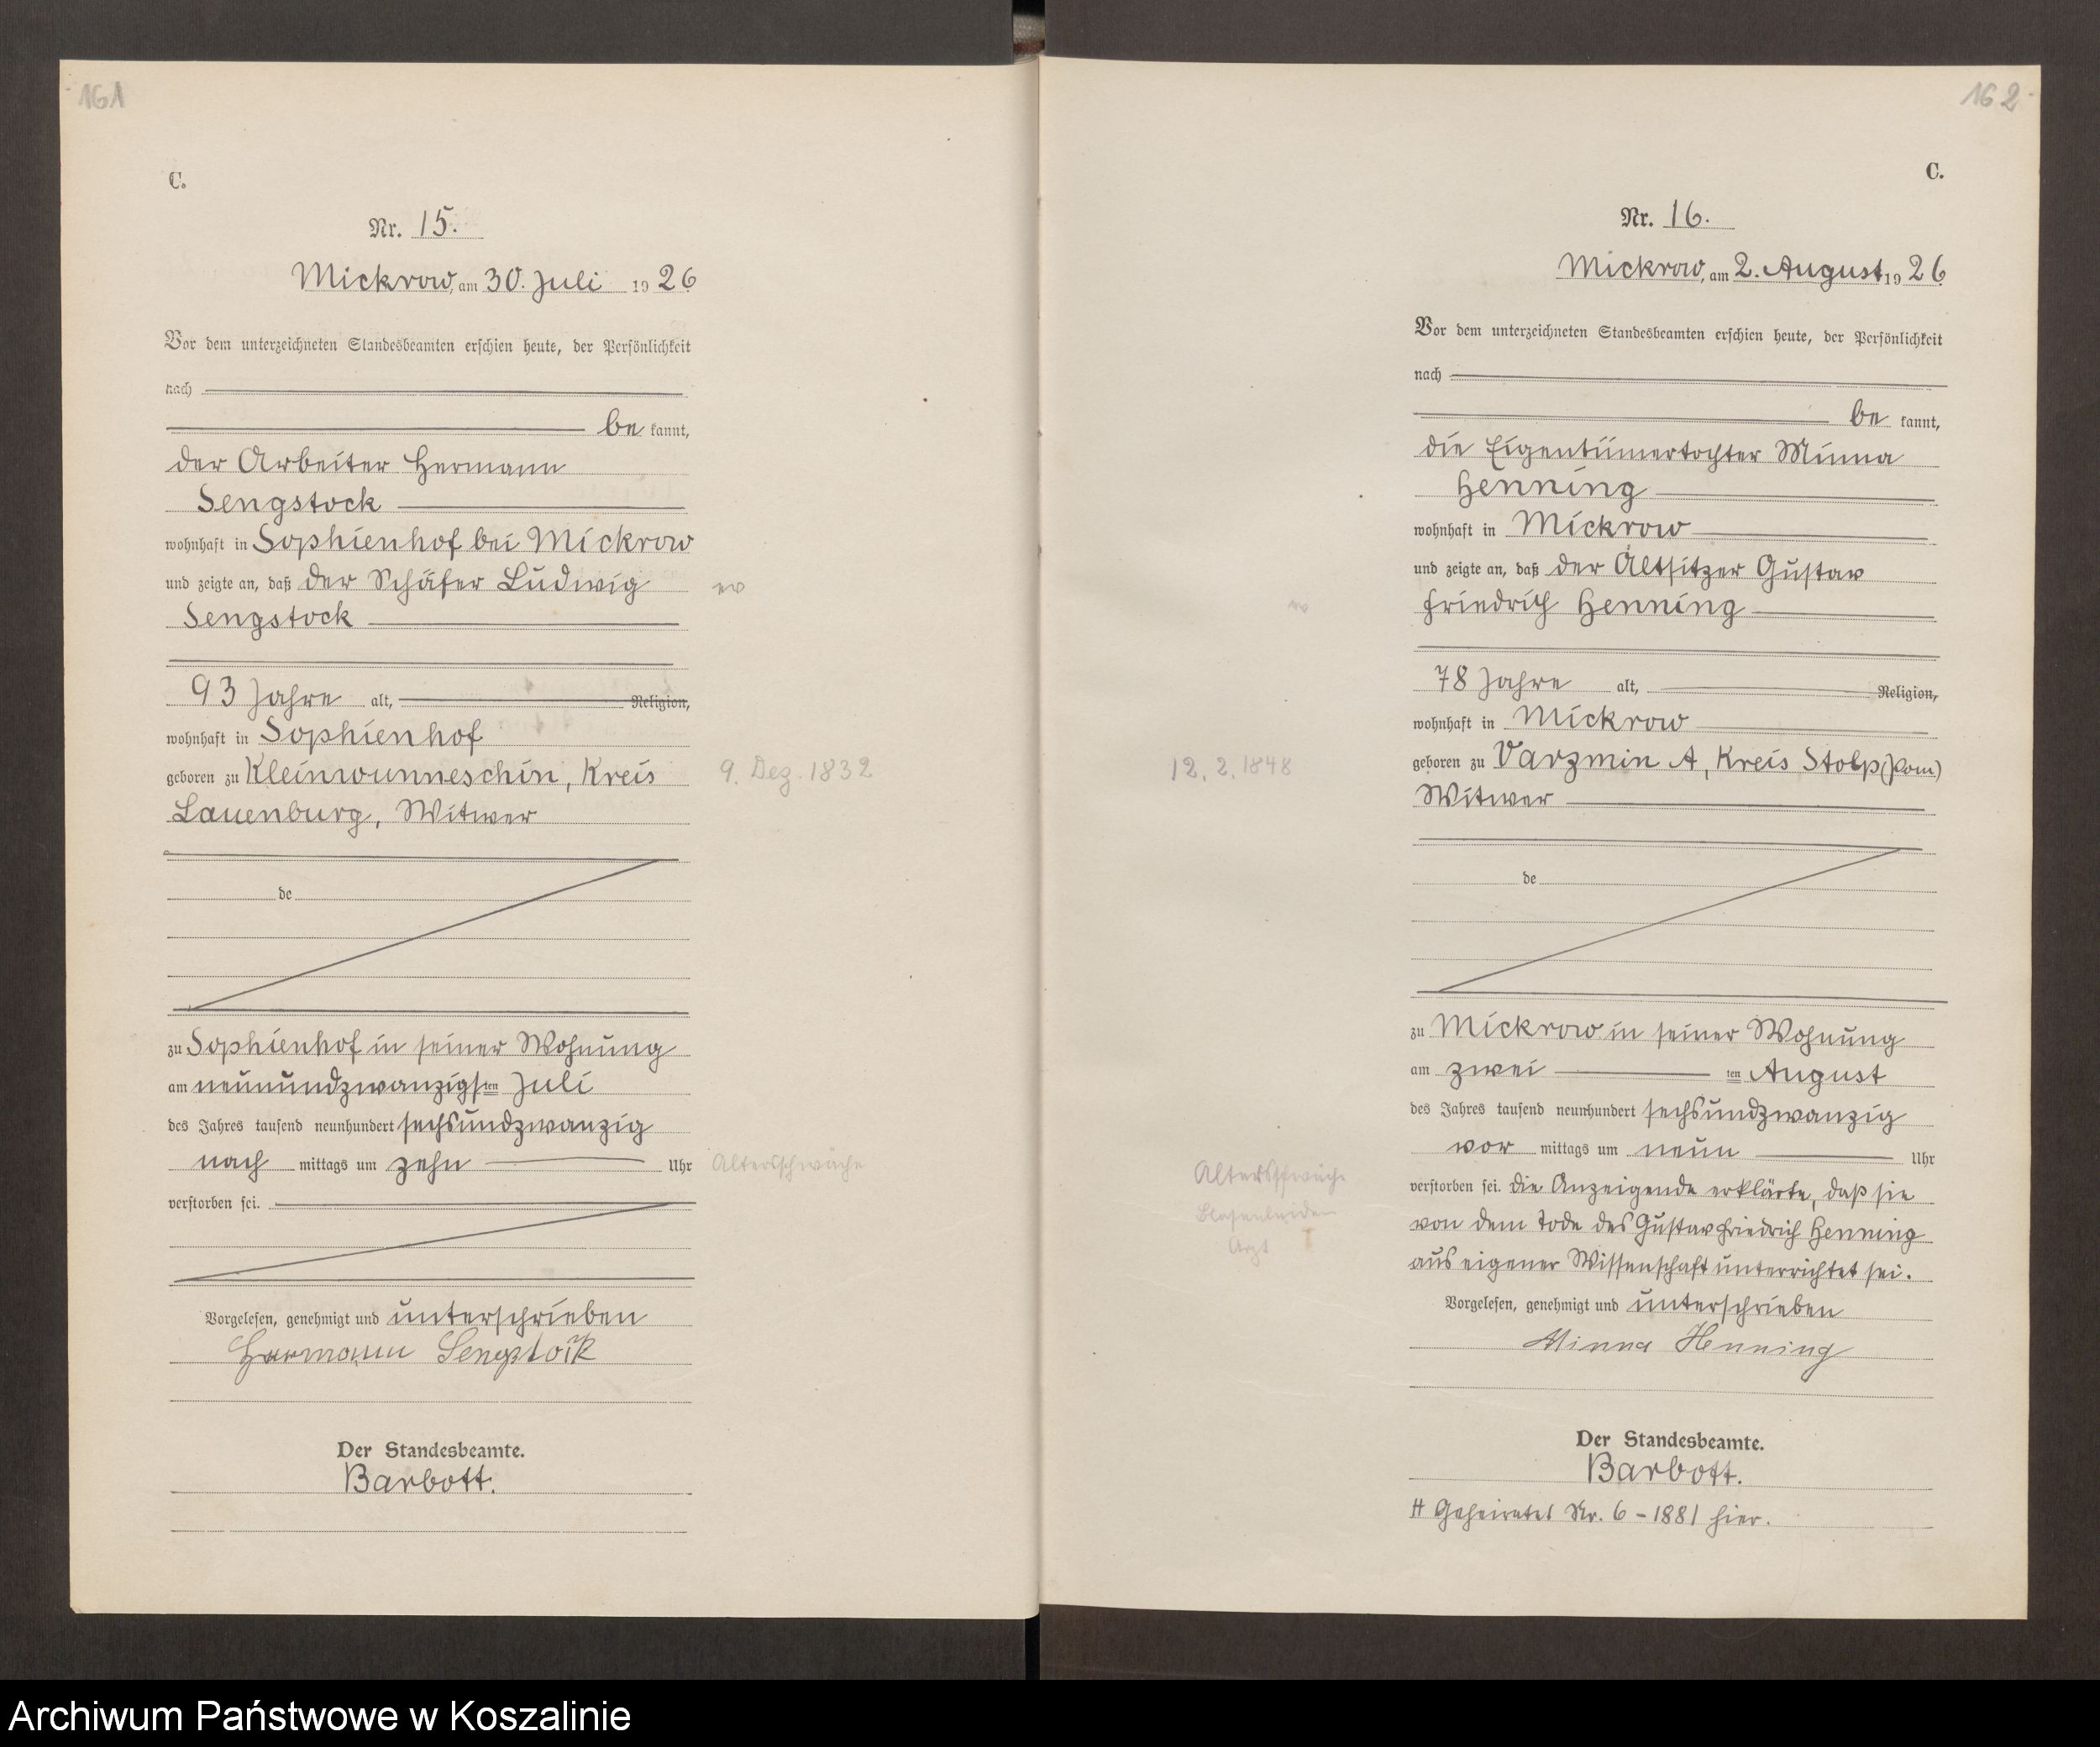 161
C.
Nr. 15.
Mickrow, am 30. Juli 1926
Vor dem unterzeichneten Standesbeamten erschien heute, der Persönlichkeit
nach
be kannt,
der Arbeiter Hermann
Sengstock
wohnhaft in Sophienhof bei Mickrow
und zeigte an, daß der Schäfer Ludwig
ev
Sengstock
93 Jahre alt, Religion,
wohnhaft in Sophienhof
geboren zu Kleinwunneschin, Kreis
9. Dez. 1832
Lauenburg, Witwer
de
zu Sophienhof in seiner Wohnung
am neunundzwanzigsten Juli
des Jahres tausend neunhundert sechsundzwanzig
nach mittags um zehn Uhr
Altersschwäche
verstorben sei.
Vorgelesen, genehmigt und unterschrieben
Hermann Sengstock
Der Standesbeamte.
Barbott.
162
C.
Nr. 16.
Mickrow, am 2. August 1926
Vor dem unterzeichneten Standesbeamten erschien heute, der Persönlichkeit
nach
be kannt,
die Eigentümertochter Minna
Henning
wohnhaft in Mickrow
und zeigte an, daß der Altsitzer Gustav
ev
Friedrich Henning
78 Jahre alt, Religion,
wohnhaft in Mickrow
12. 2. 1848
geboren zu Varzmin A, Kreis Stolp (Pom)
Witwer
de
zu Mickrow in seiner Wohnung
am zwei ten August
des Jahres tausend neunhundert sechsundzwanzig
vor mittags um neun Uhr
Altersschwäche
Blasenleiden
Arzt
verstorben sei. Die Anzeigende erklärte, daß sie
von dem Tode des Gustav Friedrich Henning
aus eigener Wissenschaft unterrichtet sei.
Vorgelesen, genehmigt und unterschrieben
Minna Henning
Der Standesbeamte.
Barbott.
# Geheiratet Nr. 6 - 1881 hier.
Archiwum Państwowe w Koszalinie